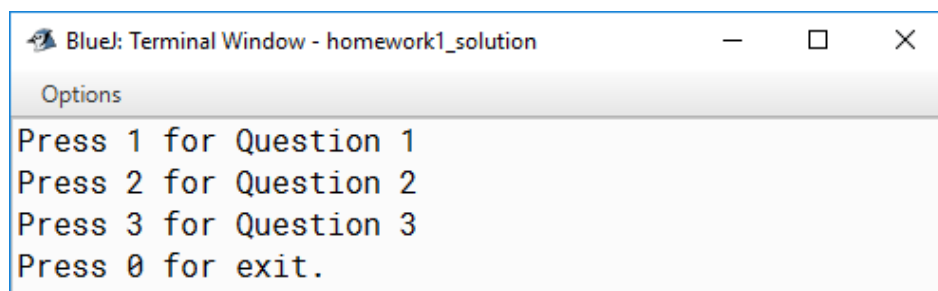 BlueJ: Terminal Window - homework1_solution
Options
Press 1 for Question 1
Press 2 for Question 2
Press 3 for Question 3
Press 0 for exit.